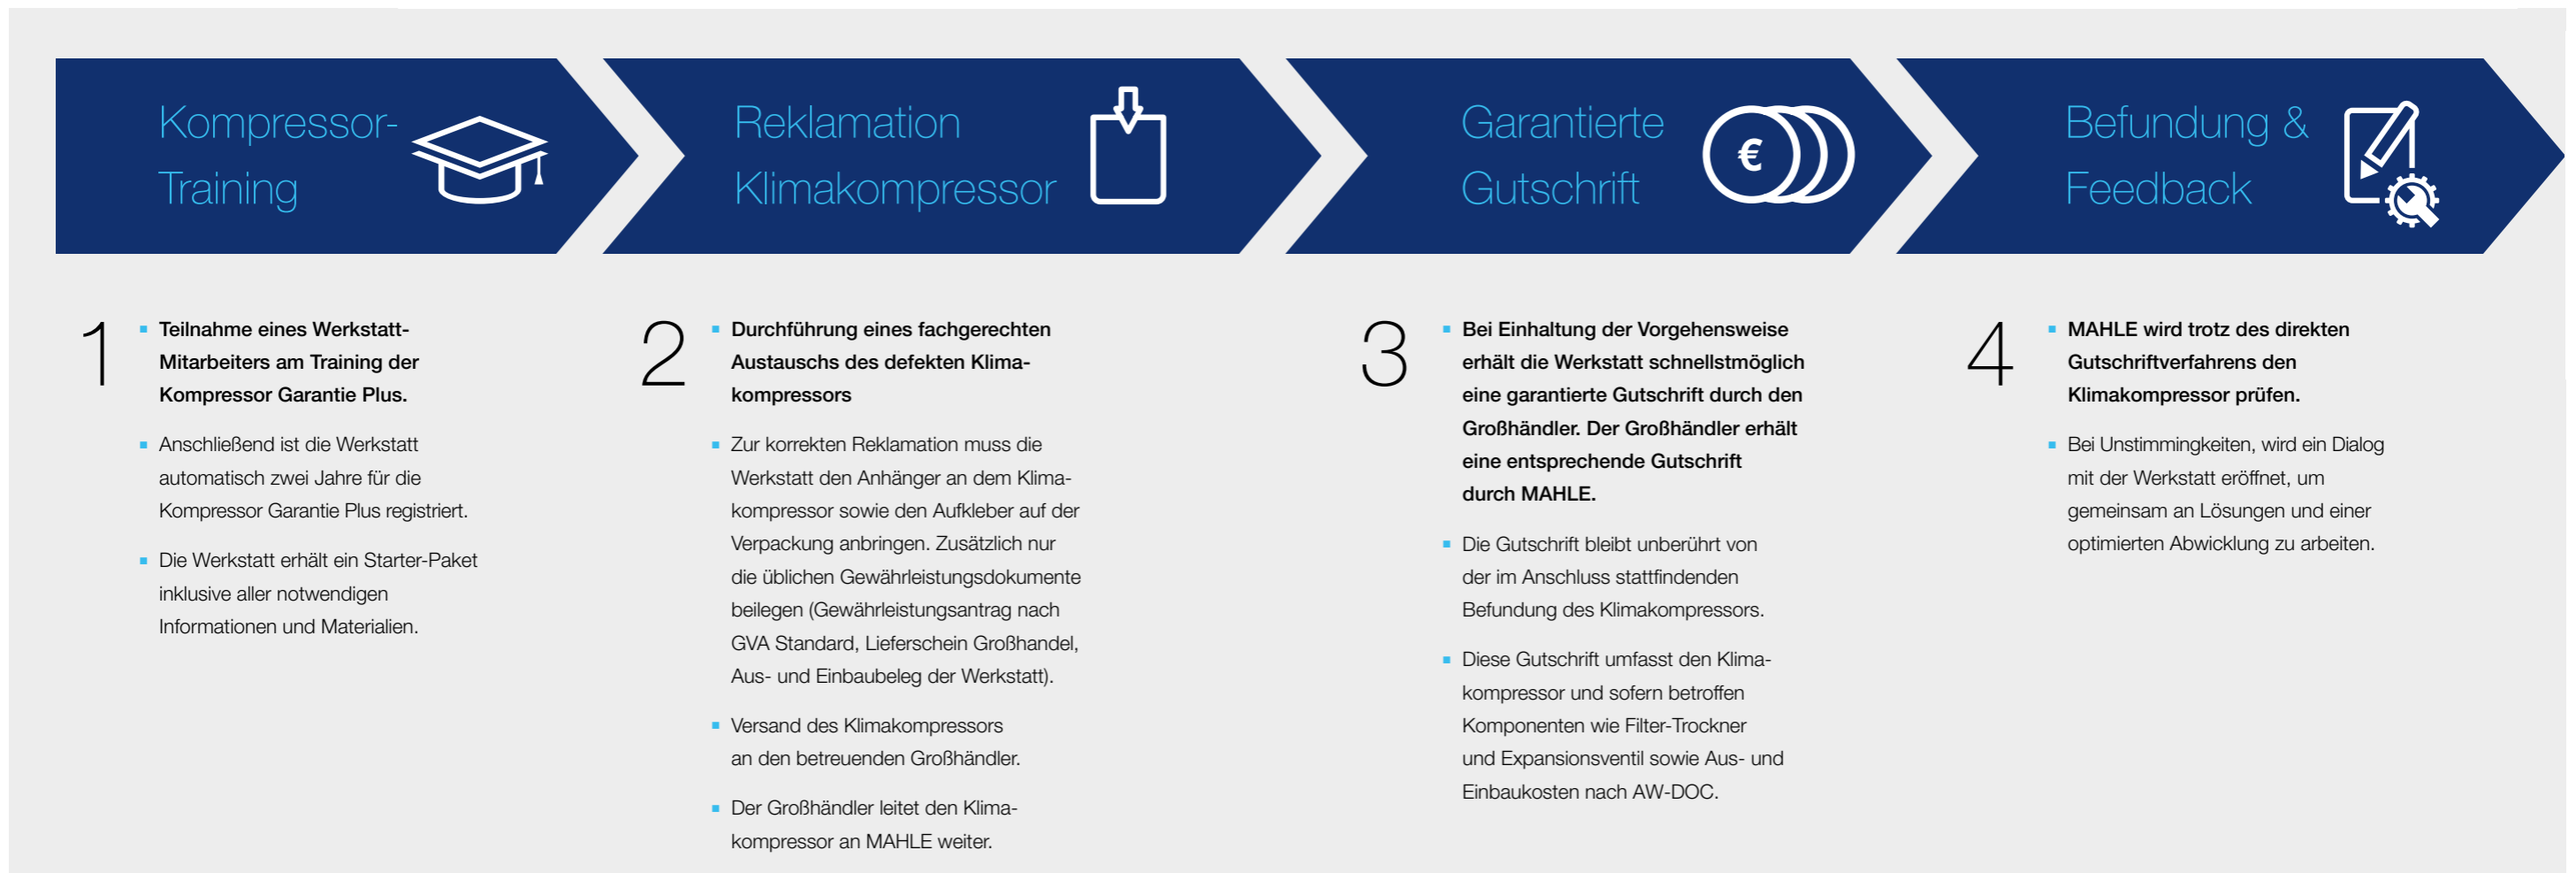 Kompressor-
Training
Reklamation
Klimakompressor
Garantierte
Gutschrift
€
Befundung &
Feedback
1
Teilnahme eines Werkstatt-
Mitarbeiters am Training der
Kompressor Garantie Plus.
Anschließend ist die Werkstatt
automatisch zwei Jahre für die
Kompressor Garantie Plus registriert.
Die Werkstatt erhält ein Starter-Paket
inklusive aller notwendigen
Informationen und Materialien.
2
Durchführung eines fachgerechten
Austauschs des defekten Klima-
kompressors
Zur korrekten Reklamation muss die
Werkstatt den Anhänger an dem Klima-
kompressor sowie den Aufkleber auf der
Verpackung anbringen. Zusätzlich nur
die üblichen Gewährleistungsdokumente
beilegen (Gewährleistungsantrag nach
GVA Standard, Lieferschein Großhandel,
Aus- und Einbaubeleg der Werkstatt).
Versand des Klimakompressors
an den betreuenden Großhändler.
Der Großhändler leitet den Klima-
kompressor an MAHLE weiter.
3
Bei Einhaltung der Vorgehensweise
erhält die Werkstatt schnellstmöglich
eine garantierte Gutschrift durch den
Großhändler. Der Großhändler erhält
eine entsprechende Gutschrift
durch MAHLE.
Die Gutschrift bleibt unberührt von
der im Anschluss stattfindenden
Befundung des Klimakompressors.
Diese Gutschrift umfasst den Klima-
kompressor und sofern betroffen
Komponenten wie Filter-Trockner
und Expansionsventil sowie Aus- und
Einbaukosten nach AW-DOC.
4
MAHLE wird trotz des direkten
Gutschriftverfahrens den
Klimakompressor prüfen.
Bei Unstimmingkeiten, wird ein Dialog
mit der Werkstatt eröffnet, um
gemeinsam an Lösungen und einer
optimierten Abwicklung zu arbeiten.